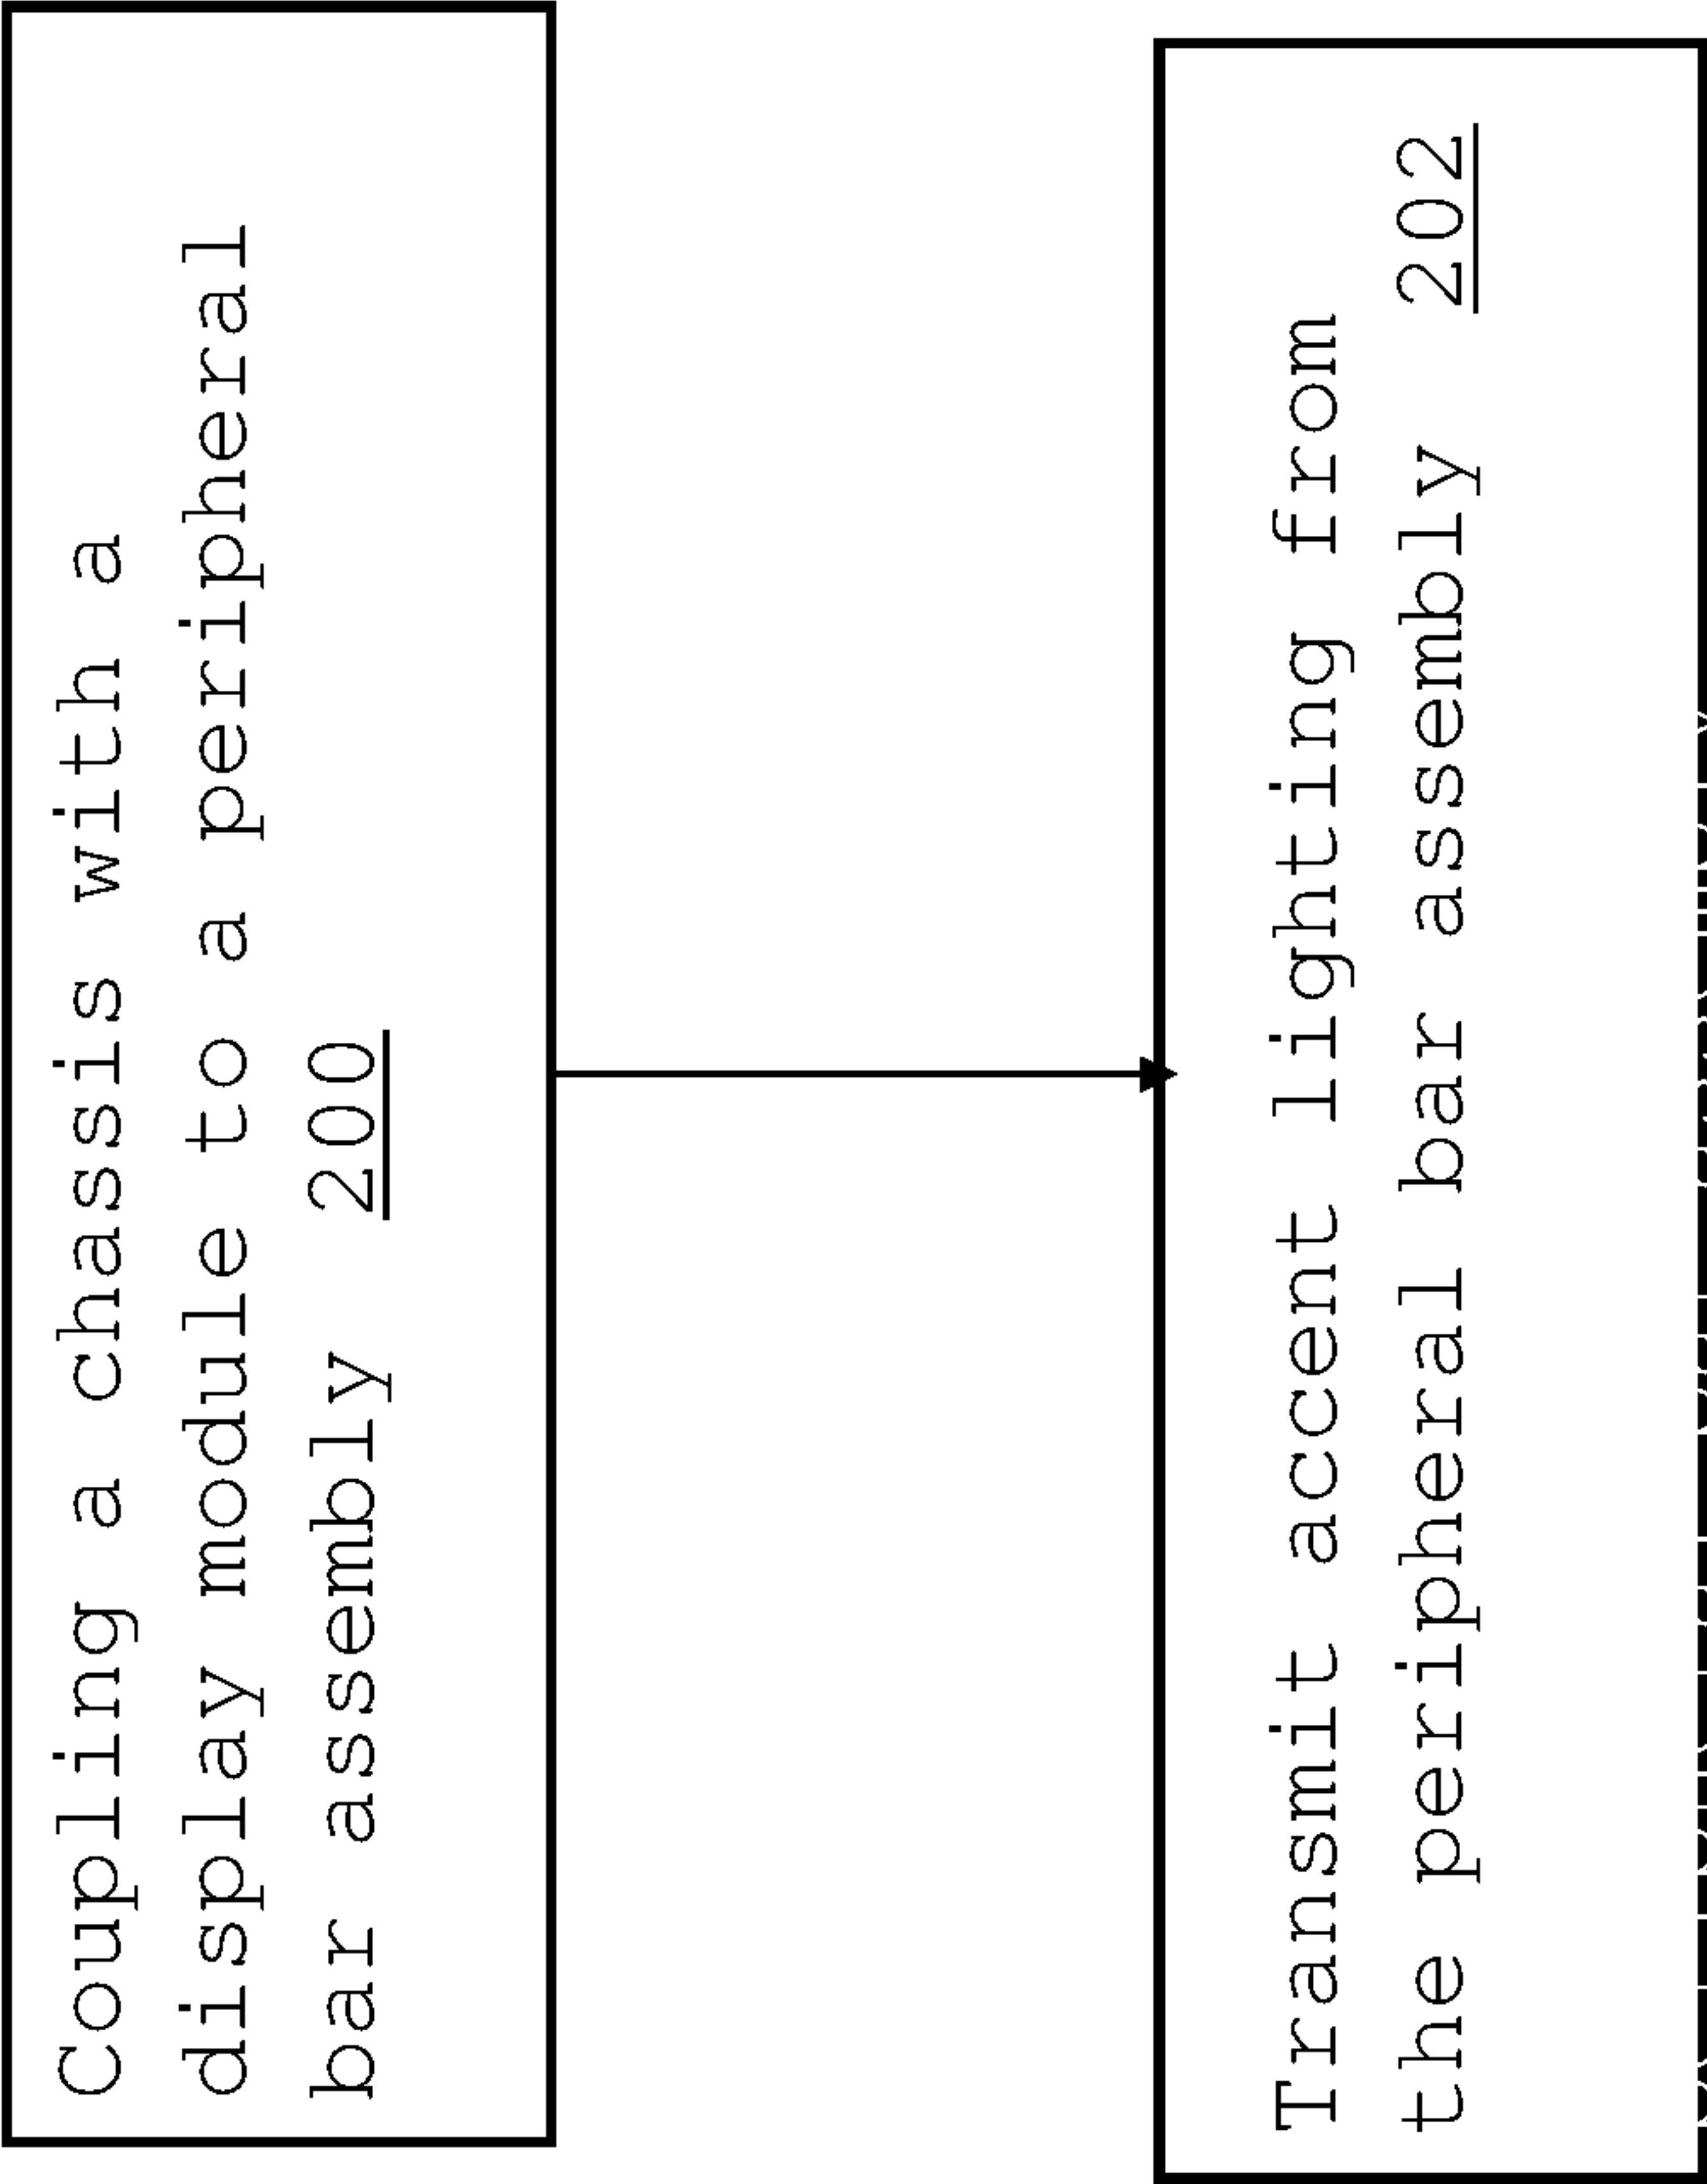 Coupling a chassis with a
display module to a peripheral
bar assembly 200
Transmit accent lighting from
the peripheral bar assembly 202